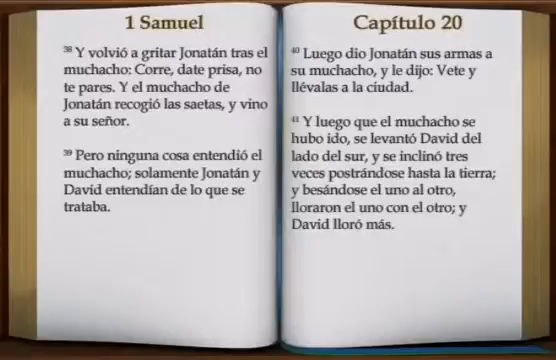 1 Samuel
³⁸ Y volvió a gritar Jonatán tras el
muchacho: Corre, date prisa, no
te pares. Y el muchacho de
Jonatán recogió las saetas, y vino
a su señor.
³⁹ Pero ninguna cosa entendió el
muchacho; solamente Jonatán y
David entendían de lo que se
trataba.
Capítulo 20
⁴⁰ Luego dio Jonatán sus armas a
su muchacho, y le dijo: Vete y
llévalas a la ciudad.
⁴¹ Y luego que el muchacho se
hubo ido, se levantó David del
lado del sur, y se inclinó tres
veces postrándose hasta la tierra;
y besándose el uno al otro,
lloraron el uno con el otro; y
David lloró más.